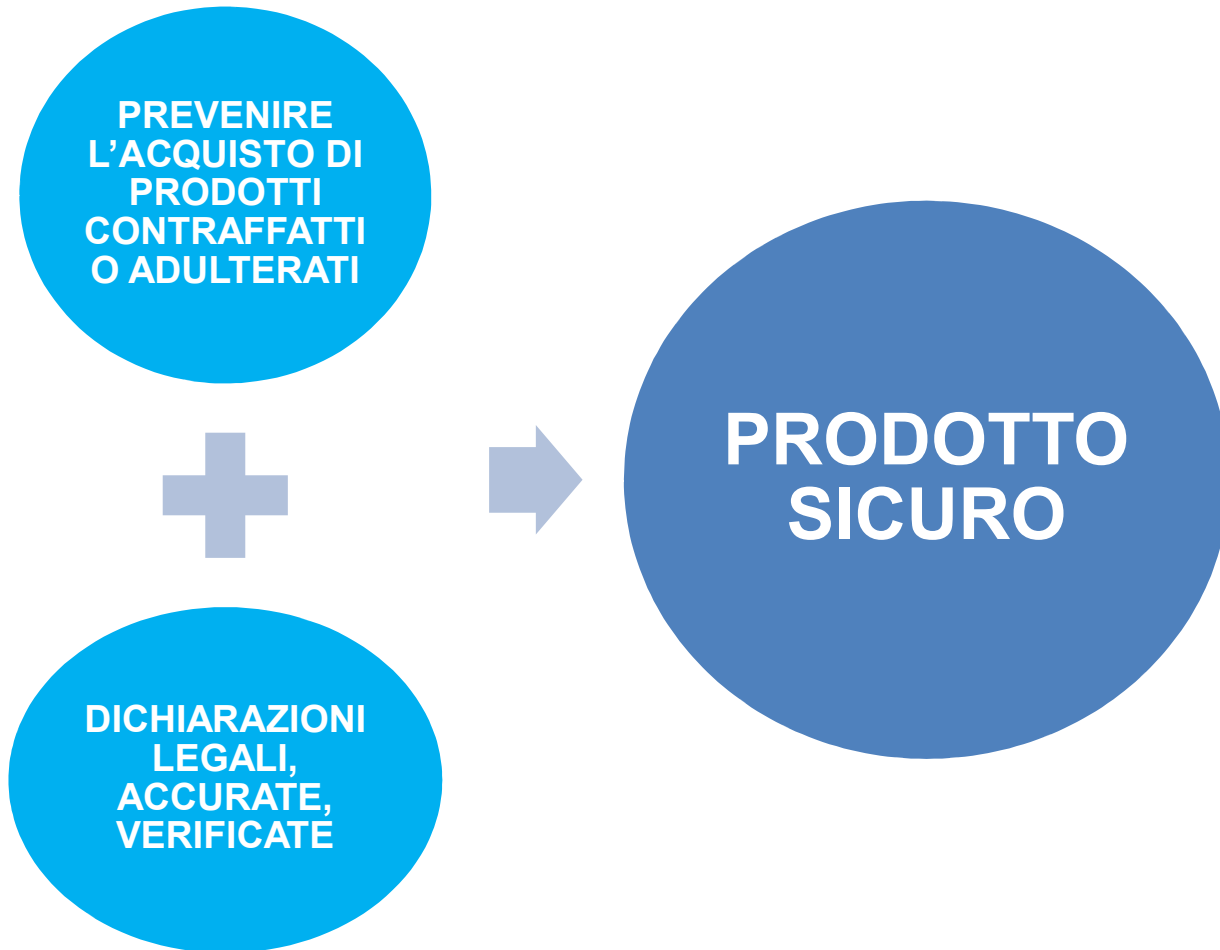 PREVENIRE
L’ACQUISTO DI
PRODOTTI
CONTRAFFATTI
O ADULTERATI
DICHIARAZIONI
LEGALI,
ACCURATE,
VERIFICATE
PRODOTTO
SICURO